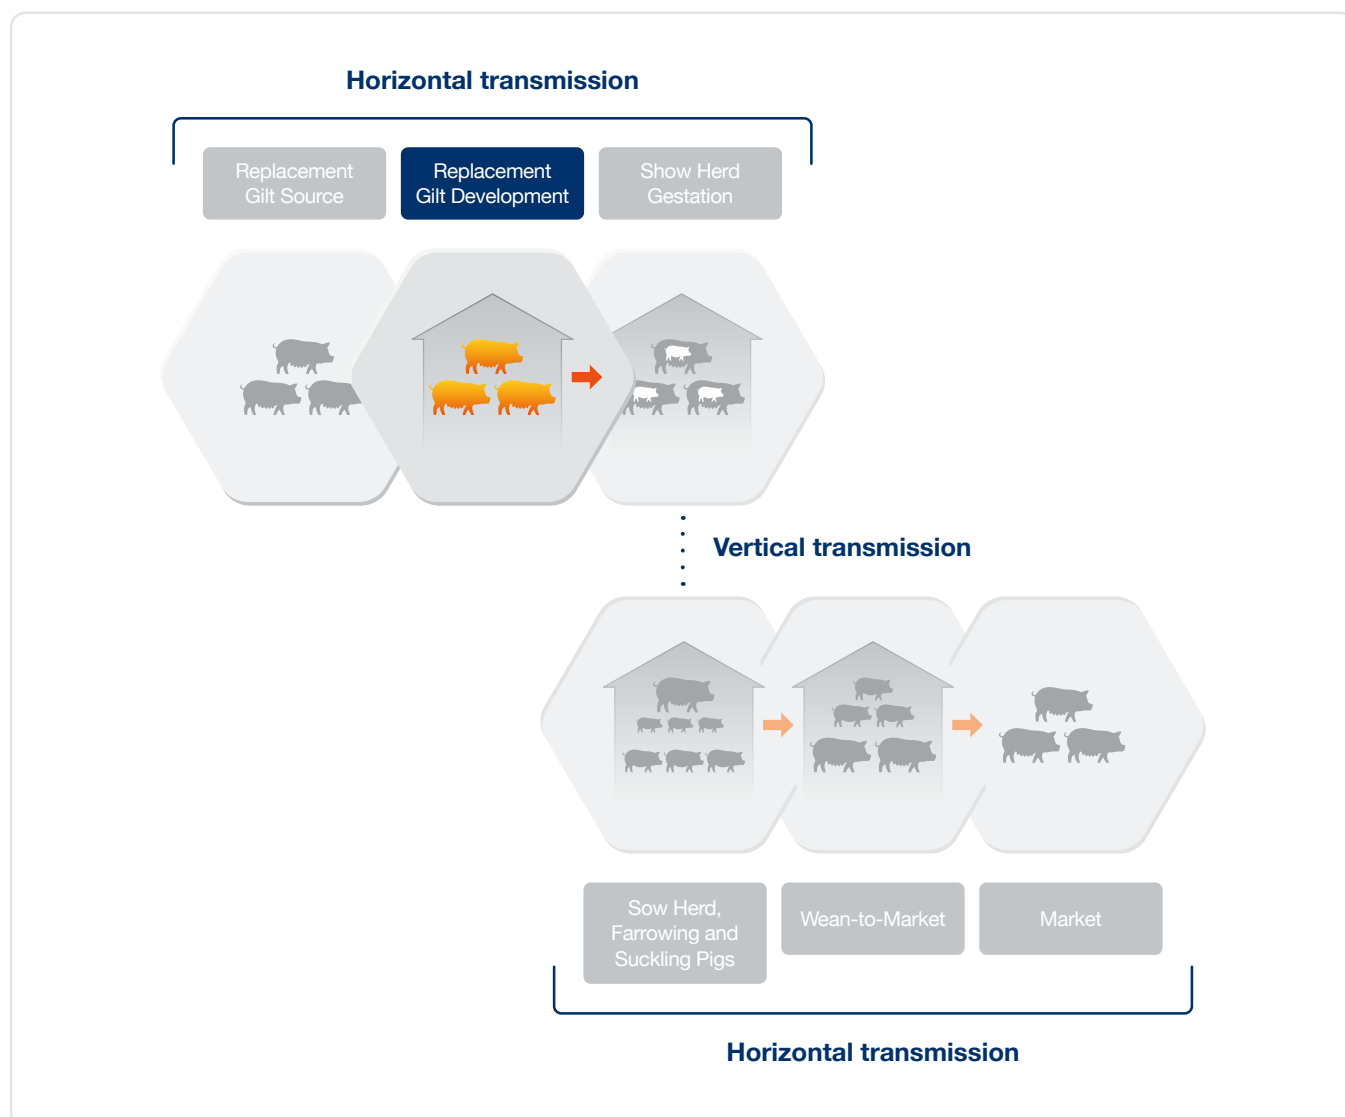 Horizontal transmission
Replacement
Gilt Source
Replacement
Gilt Development
Show Herd
Gestation
Vertical transmission
Sow Herd,
Farrowing and
Suckling Pigs
Wean-to-Market
Market
Horizontal transmission